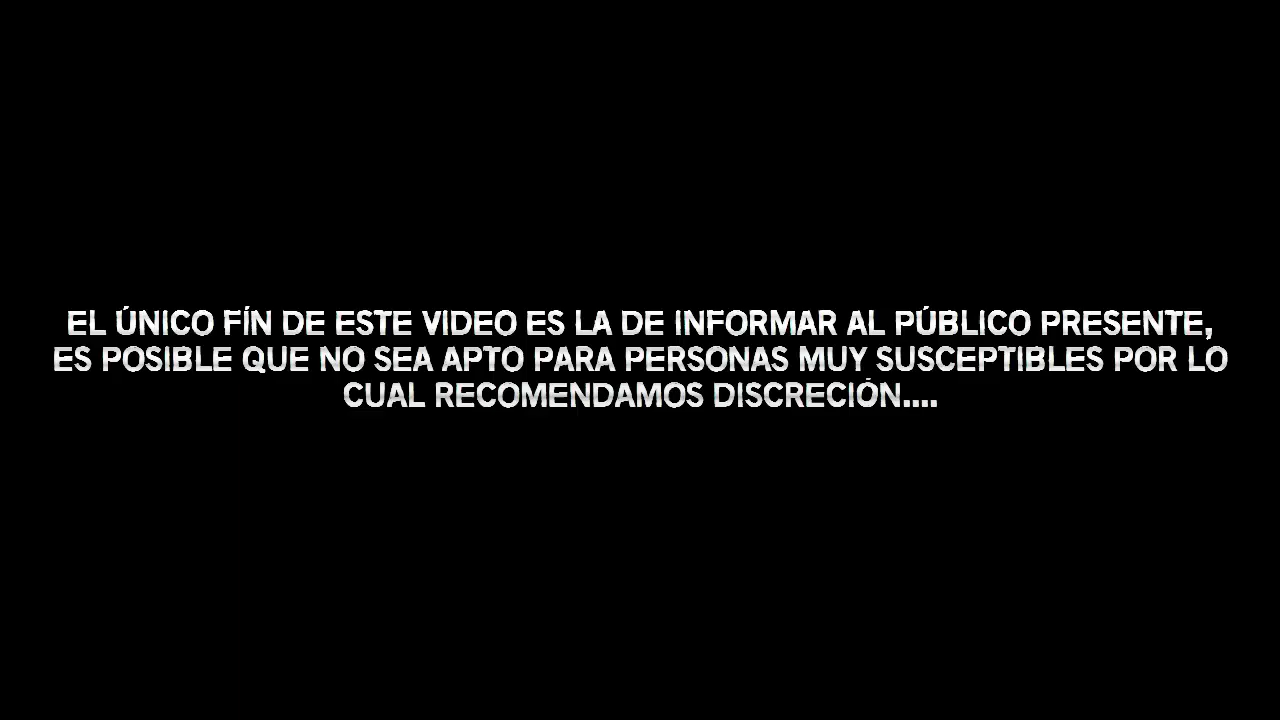 EL ÚNICO FÍN DE ESTE VIDEO ES LA DE INFORMAR AL PÚBLICO PRESENTE,
ES POSIBLE QUE NO SEA APTO PARA PERSONAS MUY SUSCEPTIBLES POR LO
CUAL RECOMENDAMOS DISCRECIÓN....